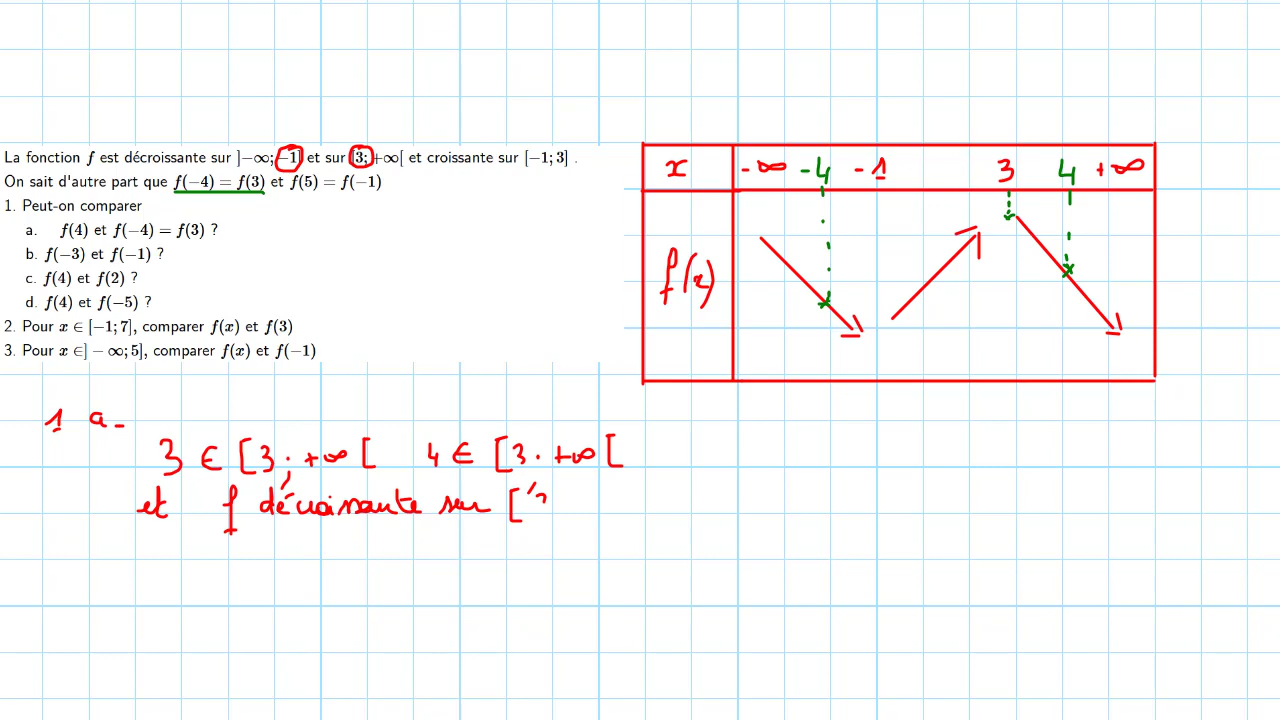 La fonction f est décroissante sur ]−∞; −1] et sur [3; +∞[ et croissante sur [−1; 3] .
On sait d'autre part que f(−4) = f(3) et f(5) = f(−1)
1. Peut-on comparer
a. f(4) et f(−4) = f(3) ?
b. f(−3) et f(−1) ?
c. f(4) et f(2) ?
d. f(4) et f(−5) ?
2. Pour x ∈ [−1; 7], comparer f(x) et f(3)
3. Pour x ∈] − ∞; 5], comparer f(x) et f(−1)
x -∞ -4 -1 3 4 +∞
f(x)
1 a-
3 ∈ [3; +∞[ 4 ∈ [3. +∞[
et f décroissante sur [